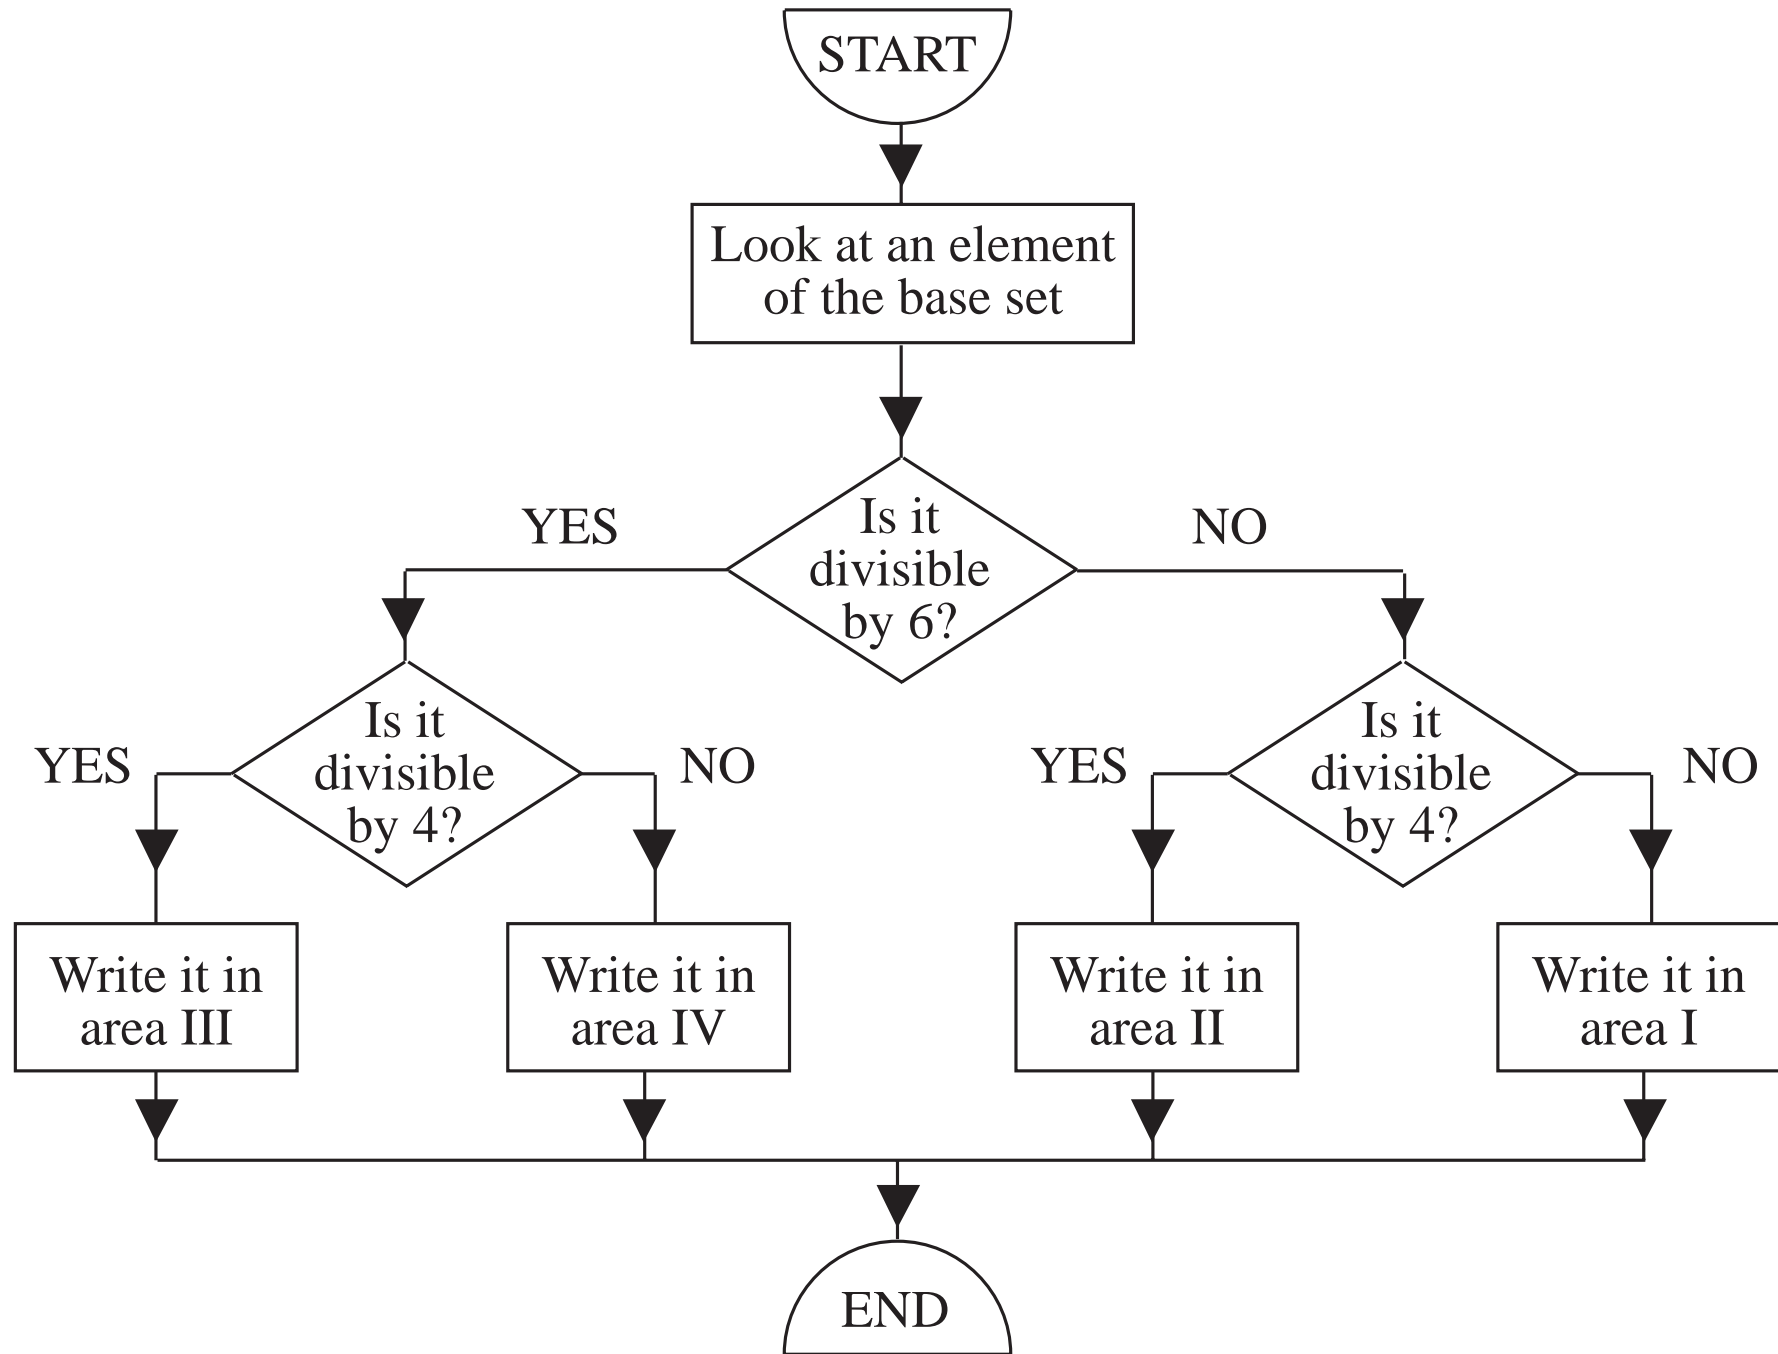 START
Look at an element
of the base set
Is it
divisible
by 6?
YES
NO
Is it
divisible
by 4?
YES
NO
Is it
divisible
by 4?
YES
NO
Write it in
area III
Write it in
area IV
Write it in
area II
Write it in
area I
END